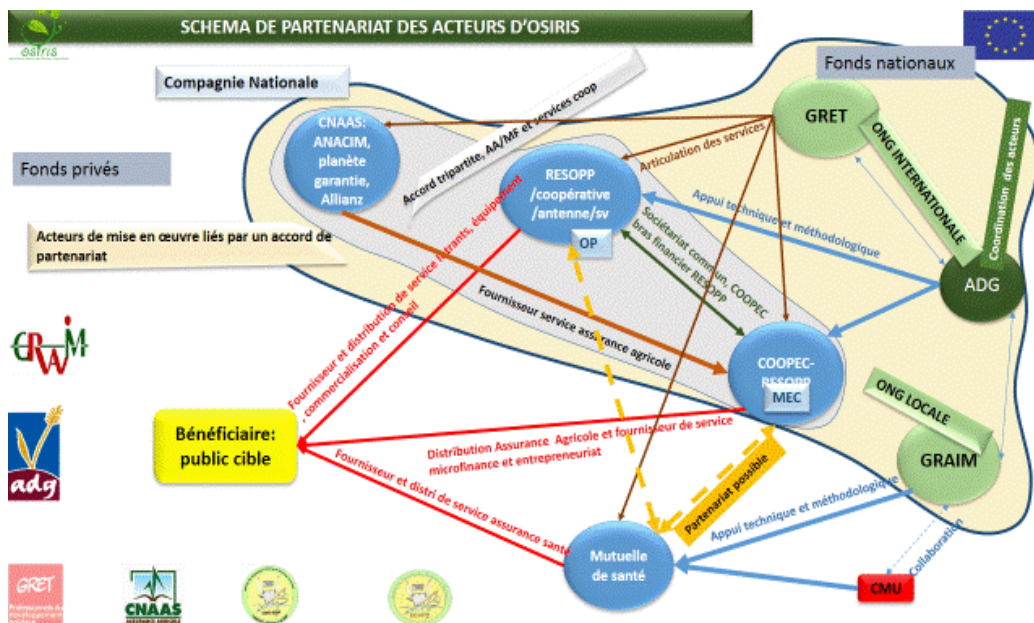 SCHEMA DE PARTENARIAT DES ACTEURS D'OSIRIS
osiris
Compagnie Nationale
Fonds nationaux
Fonds privés
CNAAS:
ANACIM,
planète
garantie,
Allianz
Accord tripartite, AA/MF et services coop
RESOPP
/coopérative
/antenne/sv
OP
Articulation des services
GRET
ONG INTERNATIONALE
Coordination des acteurs
ADG
Appui technique et méthodologique
Acteurs de mise en œuvre liés par un accord de
partenariat
Sociétariat commun, COOPEC
bras financier RESOPP
Fournisseur service assurance agricole
Fournisseur et distribution de service intrants, équipement
, commercialisation et conseil
COOPEC-
RESOPP
MEC
ONG LOCALE
GRAIM
Bénéficiaire:
public cible
Distribution Assurance Agricole et fournisseur de service
microfinance et entrepreneuriat
Fournisseur et distri de service assurance santé
Partenariat possible
Appui technique et méthodologique
Collaboration
Mutuelle
de santé
CMU
GRAIM
adg
GRET
Professionnels du
développement
CNAAS
ASSURANCE AGRICOLE